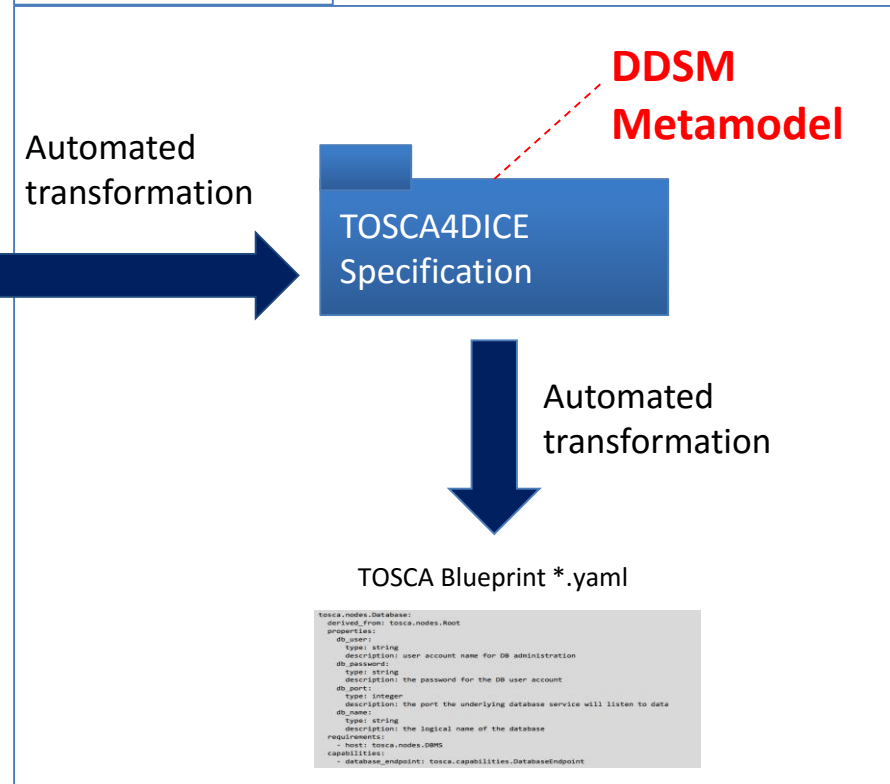 DDSM
Metamodel
Automated
transformation
TOSCA4DICE
Specification
Automated
transformation
TOSCA Blueprint *.yaml
tosca.nodes.Database:
derived_from: tosca.nodes.Root
properties:
db_user:
type: string
description: user account name for DB administration
db_password:
type: string
description: the password for the DB user account
db_port:
type: integer
description: the port the underlying database service will listen to data
db_name:
type: string
description: the logical name of the database
requirements:
- host: tosca.nodes.DBMS
capabilities:
- database_endpoint: tosca.capabilities.DatabaseEndpoint